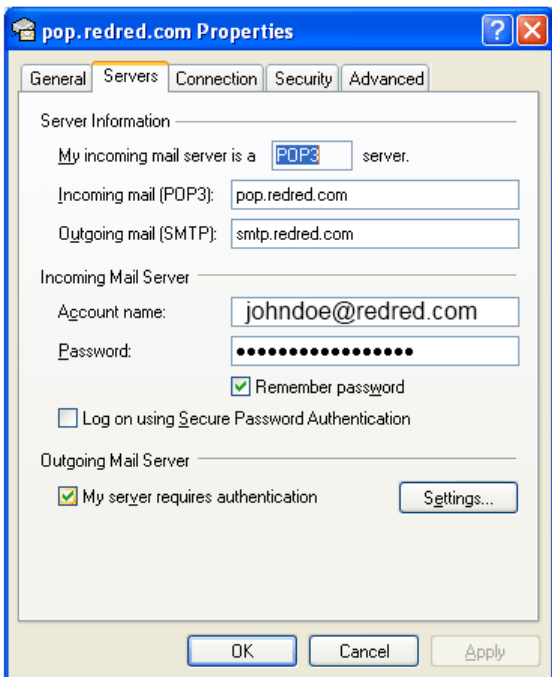 pop.redred.com Properties
General Servers Connection Security Advanced
Server Information
My incoming mail server is a POP3 server.
Incoming mail (POP3): pop.redred.com
Outgoing mail (SMTP): smtp.redred.com
Incoming Mail Server
Account name: johndoe@redred.com
Password: •••••••••••••••••
Remember password
Log on using Secure Password Authentication
Outgoing Mail Server
My server requires authentication Settings...
OK Cancel Apply